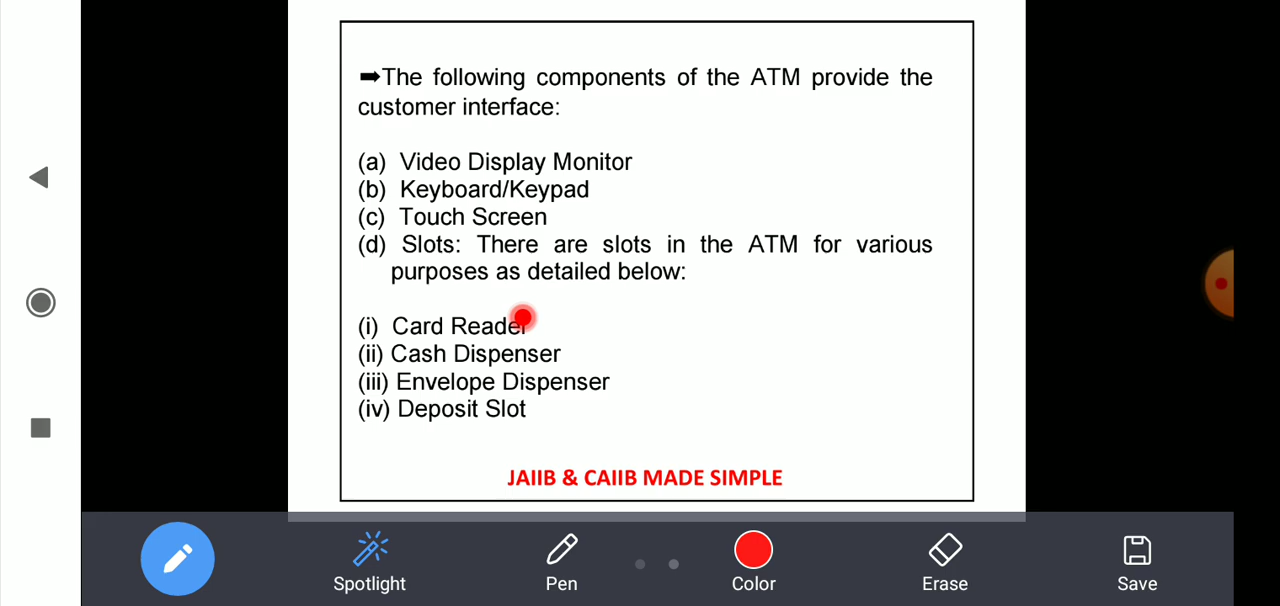 ➡The following components of the ATM provide the
customer interface:
(a) Video Display Monitor
(b) Keyboard/Keypad
(c) Touch Screen
(d) Slots: There are slots in the ATM for various
purposes as detailed below:
(i) Card Reader
(ii) Cash Dispenser
(iii) Envelope Dispenser
(iv) Deposit Slot
JAIIB & CAIIB MADE SIMPLE
Spotlight Pen Color Erase Save